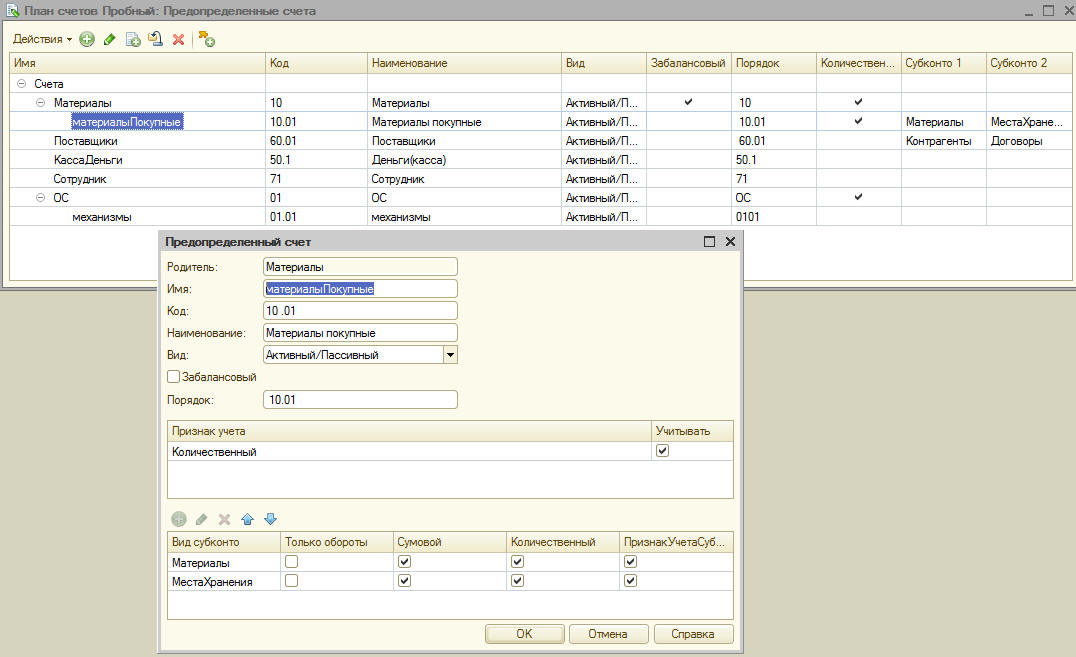 План счетов Пробный: Предопределенные счета
Действия
Имя Код Наименование Вид Забалансовый Порядок Количествен... Субконто 1 Субконто 2
Счета
Материалы 10 Материалы Активный/П... 10
материалыПокупные 10.01 Материалы покупные Активный/П... 10.01 Материалы МестаХране...
Поставщики 60.01 Поставщики Активный/П... 60.01 Контрагенты Договоры
КассаДеньги 50.1 Деньги(касса) Активный/П... 50.1
Сотрудник 71 Сотрудник Активный/П... 71
ОС 01 ОС Активный/П... ОС
механизмы 01.01 механизмы Активный/П... 0101
Предопределенный счет
Родитель: Материалы
Имя: материалыПокупные
Код: 10 .01
Наименование: Материалы покупные
Вид: Активный/Пассивный
Забалансовый
Порядок: 10.01
Признак учета Учитывать
Количественный
Вид субконто Только обороты Сумовой Количественный ПризнакУчетаСуб...
Материалы
МестаХранения
ОК Отмена Справка